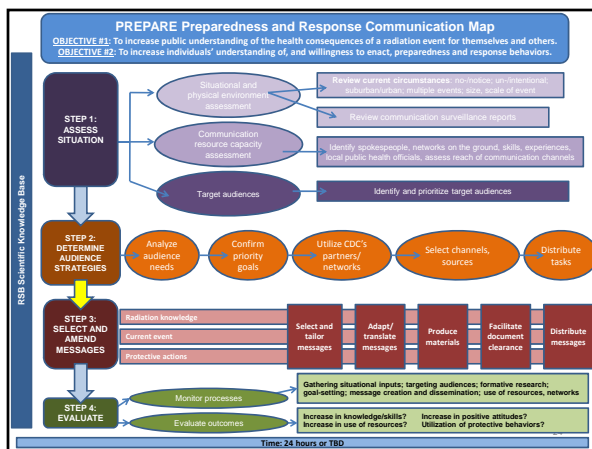 PREPARE Preparedness and Response Communication Map
OBJECTIVE #1: To increase public understanding of the health consequences of a radiation event for themselves and others.
OBJECTIVE #2: To increase individuals' understanding of, and willingness to enact, preparedness and response behaviors.
RSB Scientific Knowledge Base
STEP 1:
ASSESS
SITUATION
Situational and
physical environment
assessment
Review current circumstances: no-notice; un-/intentional,
suburban/urban; multiple events; size, scale of event
Review communication surveillance reports
Communication
resource capacity
assessment
Identify spokespeople, networks on the ground, skills, experiences,
local public health officials, assess reach of communication channels
Target audiences
Identify and prioritize target audiences
STEP 2:
DETERMINE
AUDIENCE
STRATEGIES
Analyze
audience
needs
Confirm
priority
goals
Utilize CDC's
partners/
networks
Select channels,
sources
Distribute
tasks
STEP 3:
SELECT AND
AMEND
MESSAGES
Radiation knowledge
Current event
Protective actions
Select and
tailor
messages
Adapt/
translate
messages
Produce
materials
Facilitate
document
clearance
Distribute
messages
STEP 4:
EVALUATE
Monitor processes
Gathering situational inputs; targeting audiences; formative research;
goal-setting; message creation and dissemination; use of resources, networks
Evaluate outcomes
Increase in knowledge/skills? Increase in positive attitudes?
Increase in use of resources? Utilization of protective behaviors?
Time: 24 hours or TBD